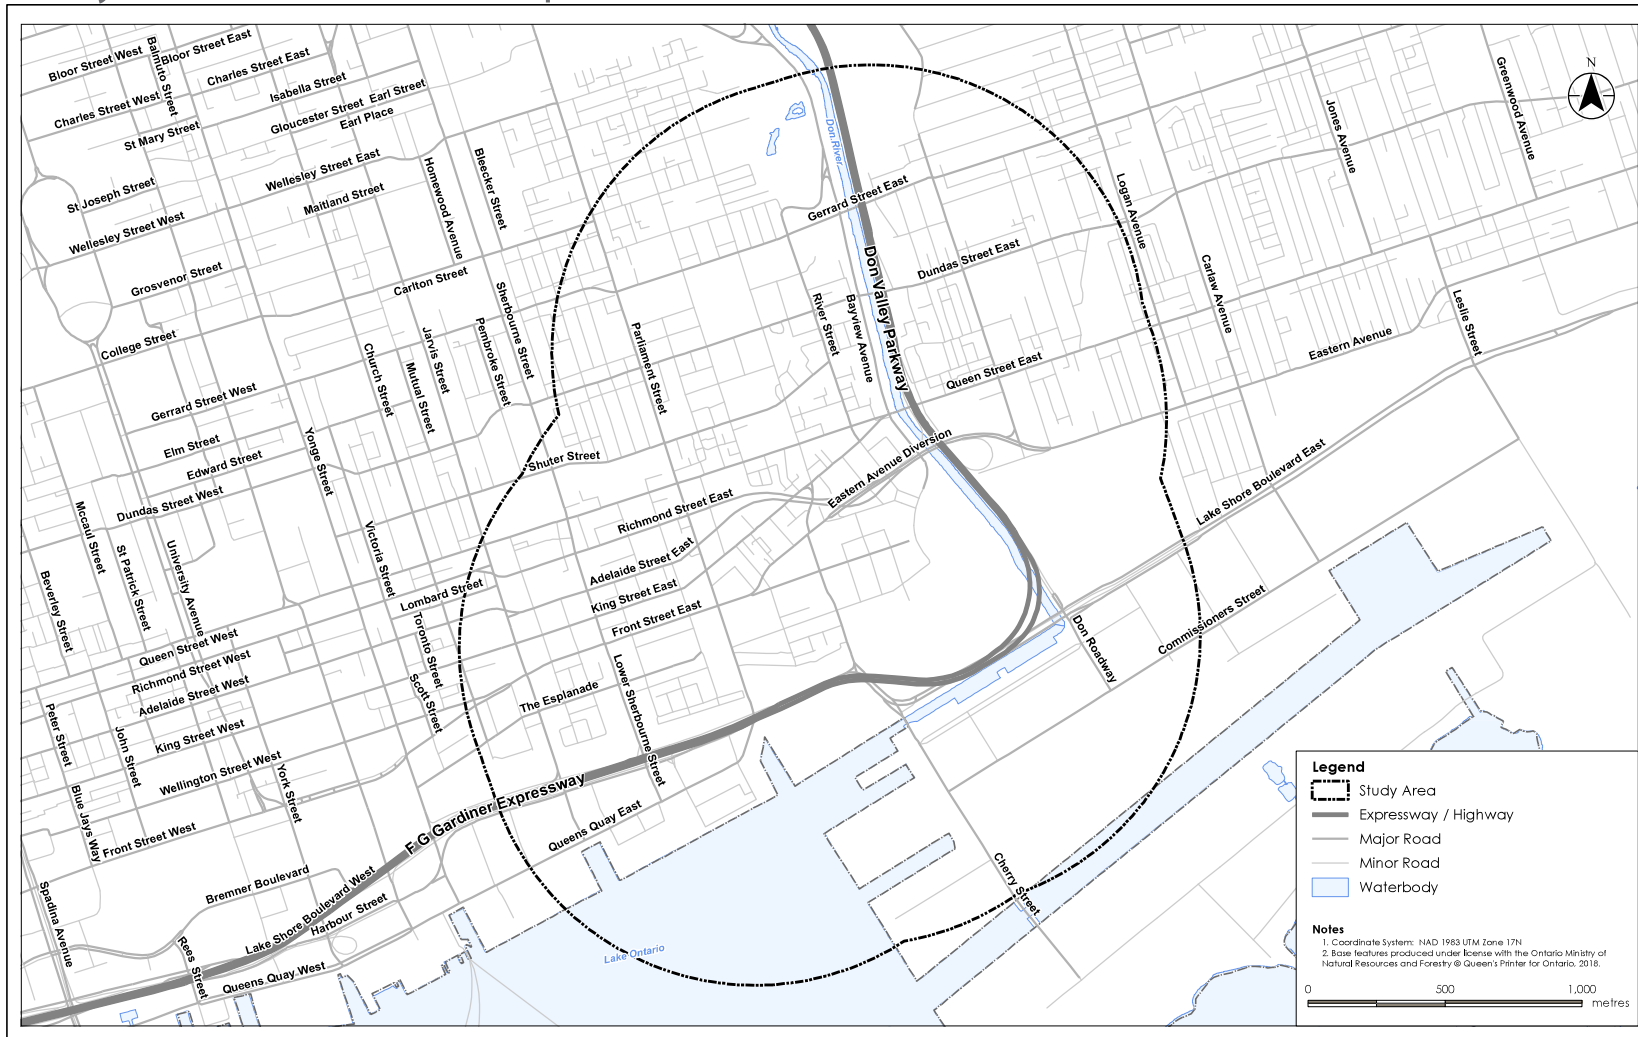 Bloor Street West
Balmuto Street
Bloor Street East
Charles Street East
Charles Street West
Isabella Street
St Mary Street
Gloucester Street
Earl Street
Earl Place
Wellesley Street East
Homewood Avenue
Bleecker Street
St Joseph Street
Maitland Street
Wellesley Street West
Grosvenor Street
Carlton Street
Sherbourne Street
College Street
Church Street
Jarvis Street
Mutual Street
Pembroke Street
Parliament Street
Gerrard Street West
Elm Street
Edward Street
Yonge Street
Shuter Street
Dundas Street West
Mccaul Street
St Patrick Street
University Avenue
Victoria Street
Beverley Street
Lombard Street
Toronto Street
Scott Street
Queen Street West
Richmond Street West
Adelaide Street West
King Street West
Wellington Street West
Front Street West
Peter Street
John Street
York Street
Blue Jays Way
Bremner Boulevard
Spadina Avenue
Lake Shore Boulevard West
Harbour Street
Rees Street
Queens Quay West
F G Gardiner Expressway
Queens Quay East
The Esplanade
Lower Sherbourne Street
Richmond Street East
Adelaide Street East
King Street East
Front Street East
Eastern Avenue Diversion
Don River
Gerrard Street East
Dundas Street East
Don Valley Parkway
River Street
Bayview Avenue
Queen Street East
Logan Avenue
Carlaw Avenue
Jones Avenue
Greenwood Avenue
Leslie Street
Eastern Avenue
Lake Shore Boulevard East
Commissioners Street
Don Roadway
Cherry Street
Lake Ontario
N
Legend
Study Area
Expressway / Highway
Major Road
Minor Road
Waterbody
Notes
1. Coordinate System: NAD 1983 UTM Zone 17N
2. Base features produced under license with the Ontario Ministry of
Natural Resources and Forestry © Queen's Printer for Ontario, 2018.
0 500 1,000
metres